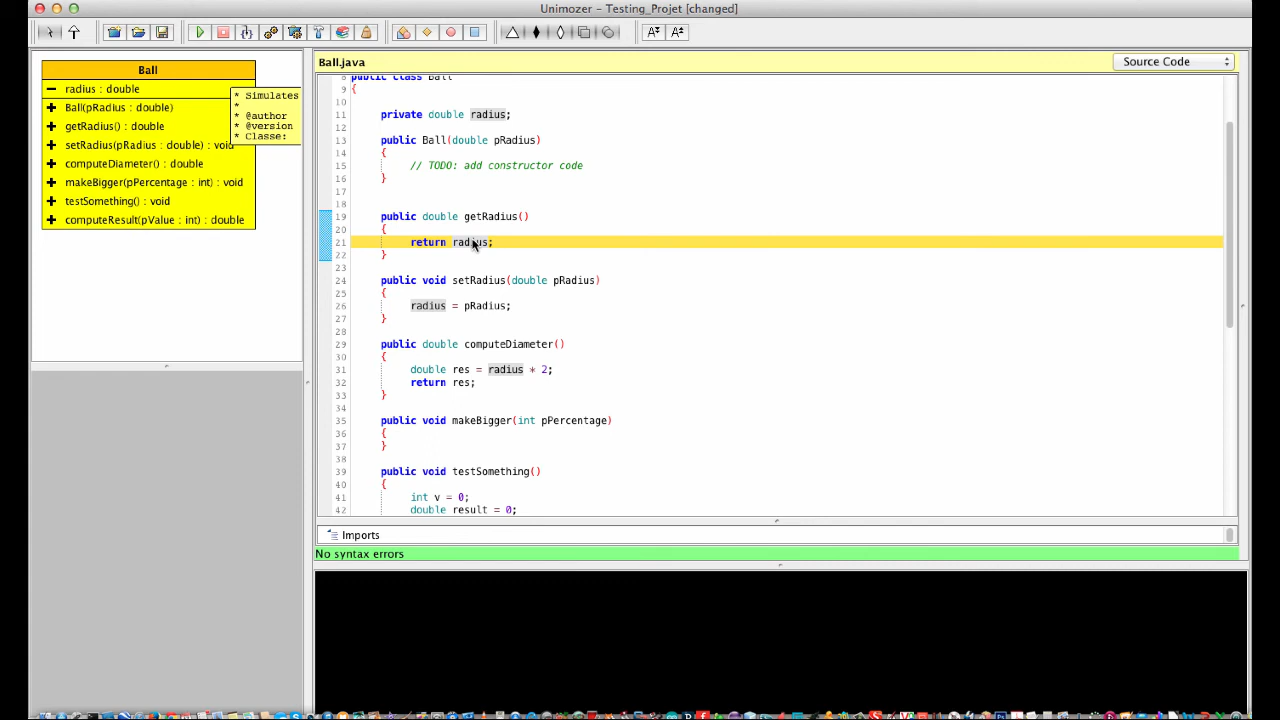 Unimozer - Testing_Projet [changed]
Ball
radius : double
Ball(pRadius : double)
getRadius() : double
setRadius(pRadius : double) : void
computeDiameter() : double
makeBigger(pPercentage : int) : void
testSomething() : void
computeResult(pValue : int) : double
* Simulates
*
* @author
* @version
* Classe:
Ball.java
Source Code
8 public class Ball
9 {
10
11 private double radius;
12
13 public Ball(double pRadius)
14 {
15 // TODO: add constructor code
16 }
17
18
19 public double getRadius()
20 {
21 return radius;
22 }
23
24 public void setRadius(double pRadius)
25 {
26 radius = pRadius;
27 }
28
29 public double computeDiameter()
30 {
31 double res = radius * 2;
32 return res;
33 }
34
35 public void makeBigger(int pPercentage)
36 {
37 }
38
39 public void testSomething()
40 {
41 int v = 0;
42 double result = 0;
Imports
No syntax errors